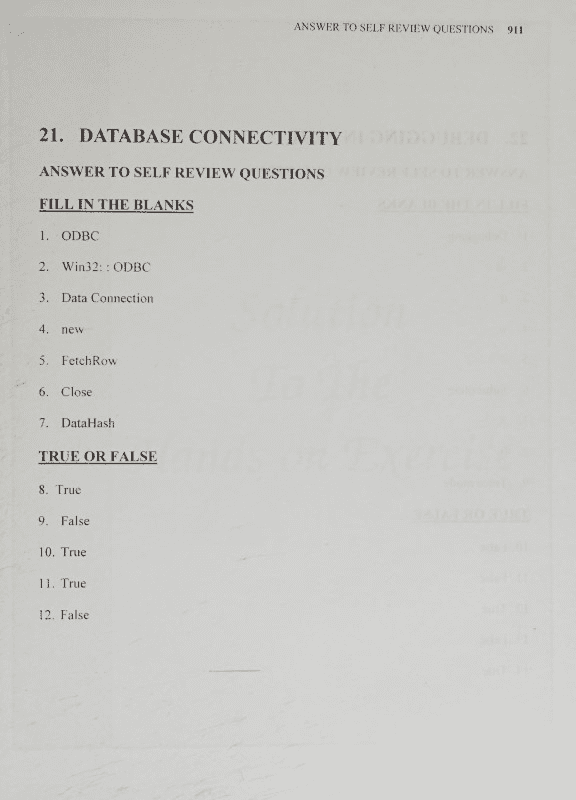 ANSWER TO SELF REVIEW QUESTIONS 911
21. DATABASE CONNECTIVITY
ANSWER TO SELF REVIEW QUESTIONS
FILL IN THE BLANKS
1. ODBC
2. Win32: : ODBC
3. Data Connection
4. new
5. FetchRow
6. Close
7. DataHash
TRUE OR FALSE
8. True
9. False
10. True
11. True
12. False